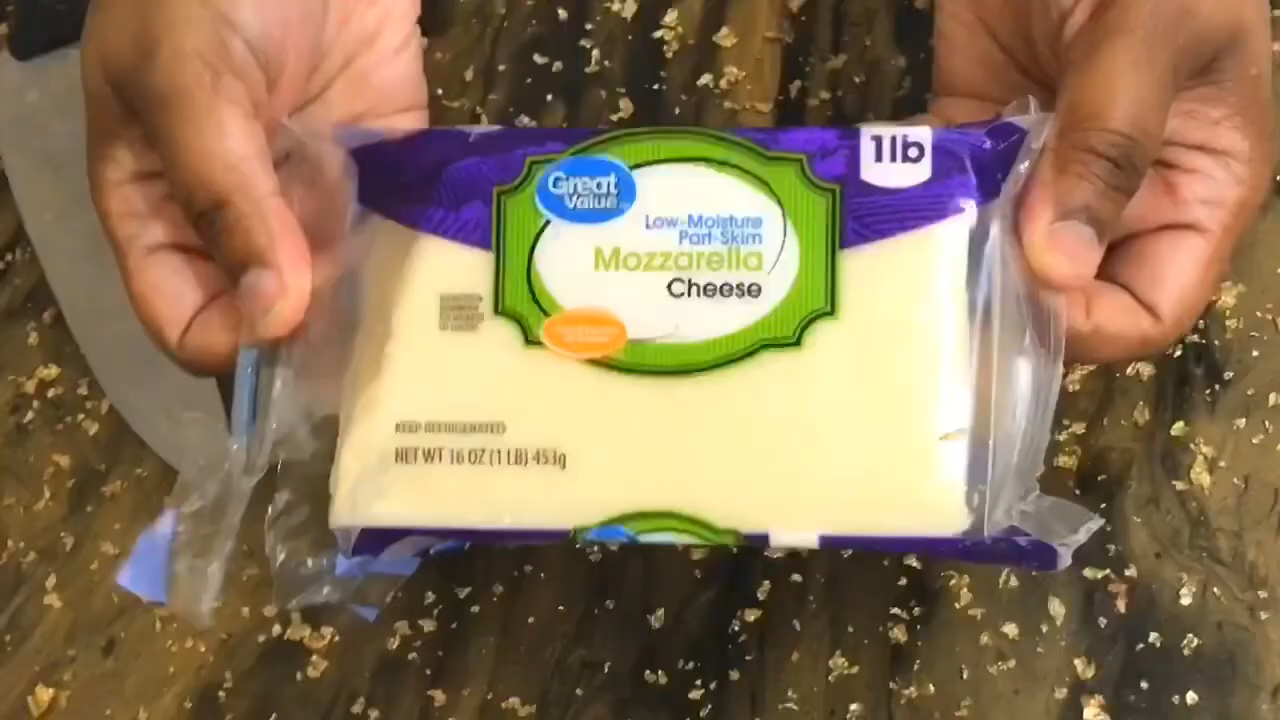 1lb
Great
Value
Low-Moisture
Part-Skim
Mozzarella
Cheese
KEEP REFRIGERATED
NET WT 16 OZ (1 LB) 453g